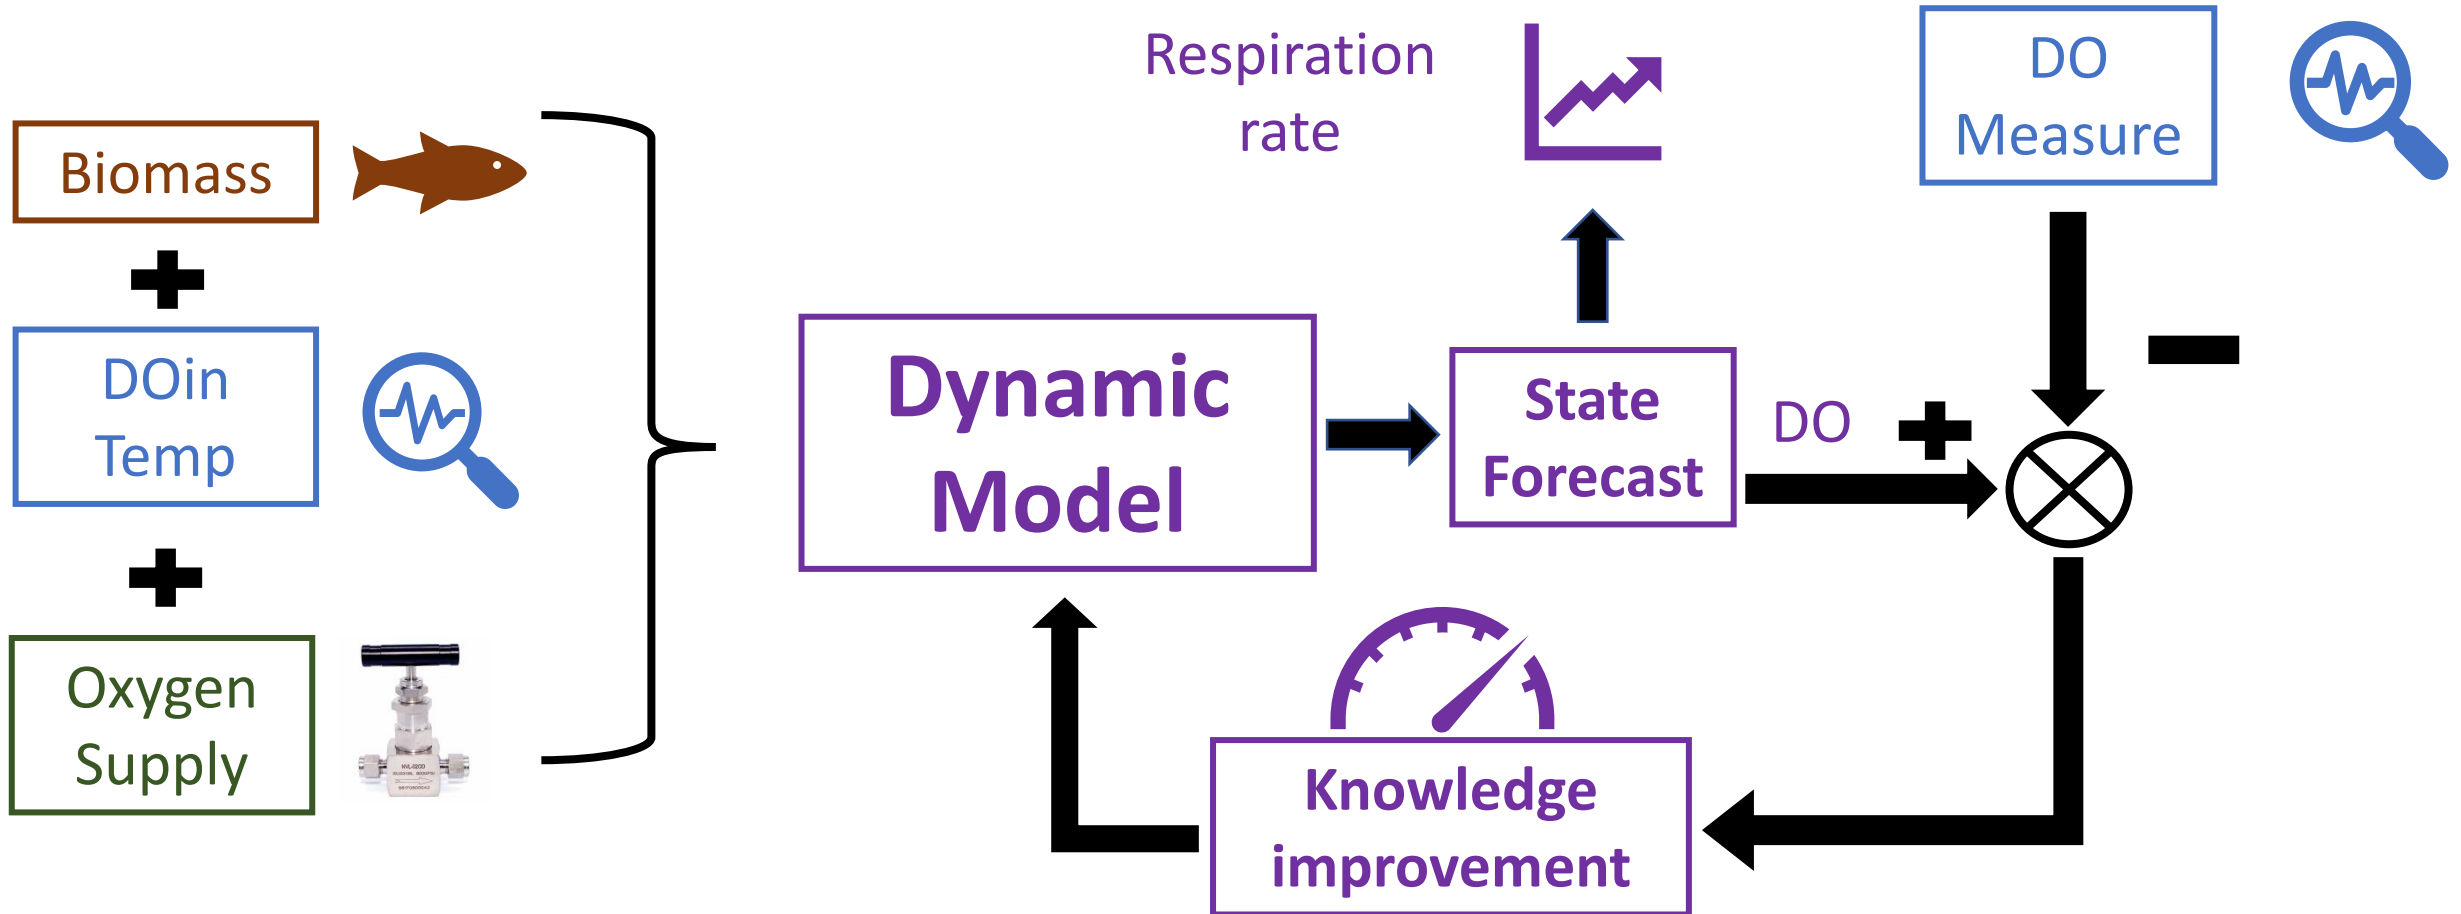 Respiration
rate
DO
Measure
Biomass
DOin
Temp
Dynamic
Model
State
Forecast
DO
Oxygen
Supply
Knowledge
improvement